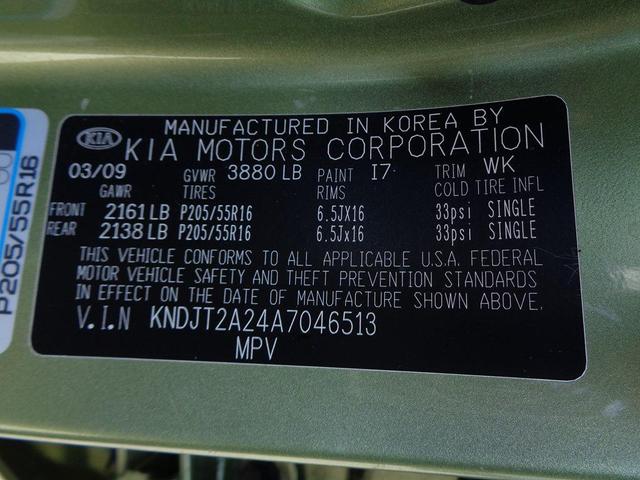 MANUFACTURED IN KOREA BY
KIA KIA MOTORS CORPORATION
03/09 GVWR 3880 LB PAINT I7 TRIM WK
GAWR TIRES RIMS COLD TIRE INFL
FRONT 2161 LB P205/55R16 6.5JX16 33psi SINGLE
REAR 2138 LB P205/55R16 6.5Jx16 33psi SINGLE
THIS VEHICLE CONFORMS TO ALL APPLICABLE U.S.A. FEDERAL
MOTOR VEHICLE SAFETY AND THEFT PREVENTION STANDARDS
IN EFFECT ON THE DATE OF MANUFACTURE SHOWN ABOVE.
V.I.N KNDJT2A24A7046513
MPV
P205/55R16